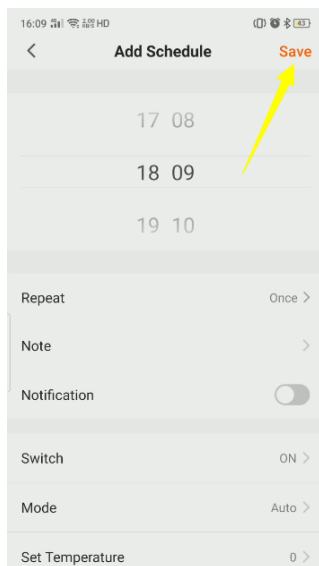 16:09 HD 43
Add Schedule Save
17 08
18 09
19 10
Repeat Once
Note
Notification
Switch ON
Mode Auto
Set Temperature 0